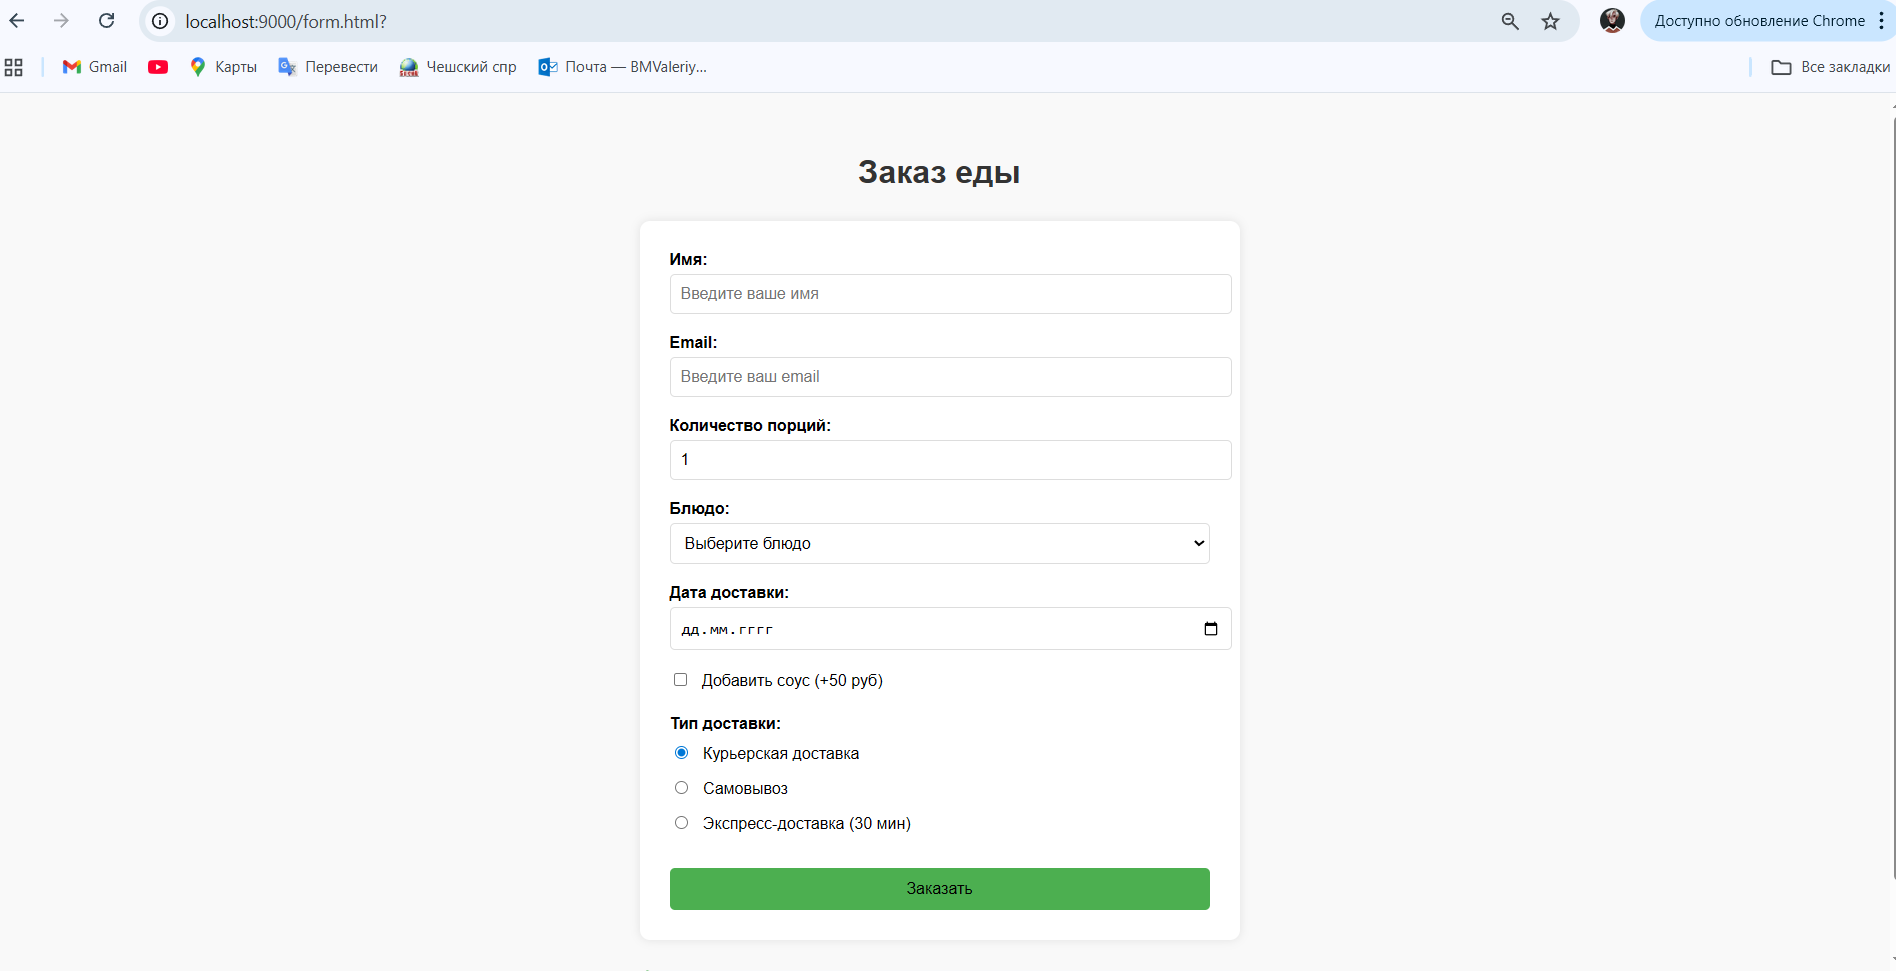 localhost:9000/form.html?
Доступно обновление Chrome
Gmail
Карты
Перевести
Чешский спр
Почта — BMValeriy...
Все закладки
Заказ еды
Имя:
Введите ваше имя
Email:
Введите ваш email
Количество порций:
1
Блюдо:
Выберите блюдо
Дата доставки:
дд.мм.гггг
Добавить соус (+50 руб)
Тип доставки:
Курьерская доставка
Самовывоз
Экспресс-доставка (30 мин)
Заказать